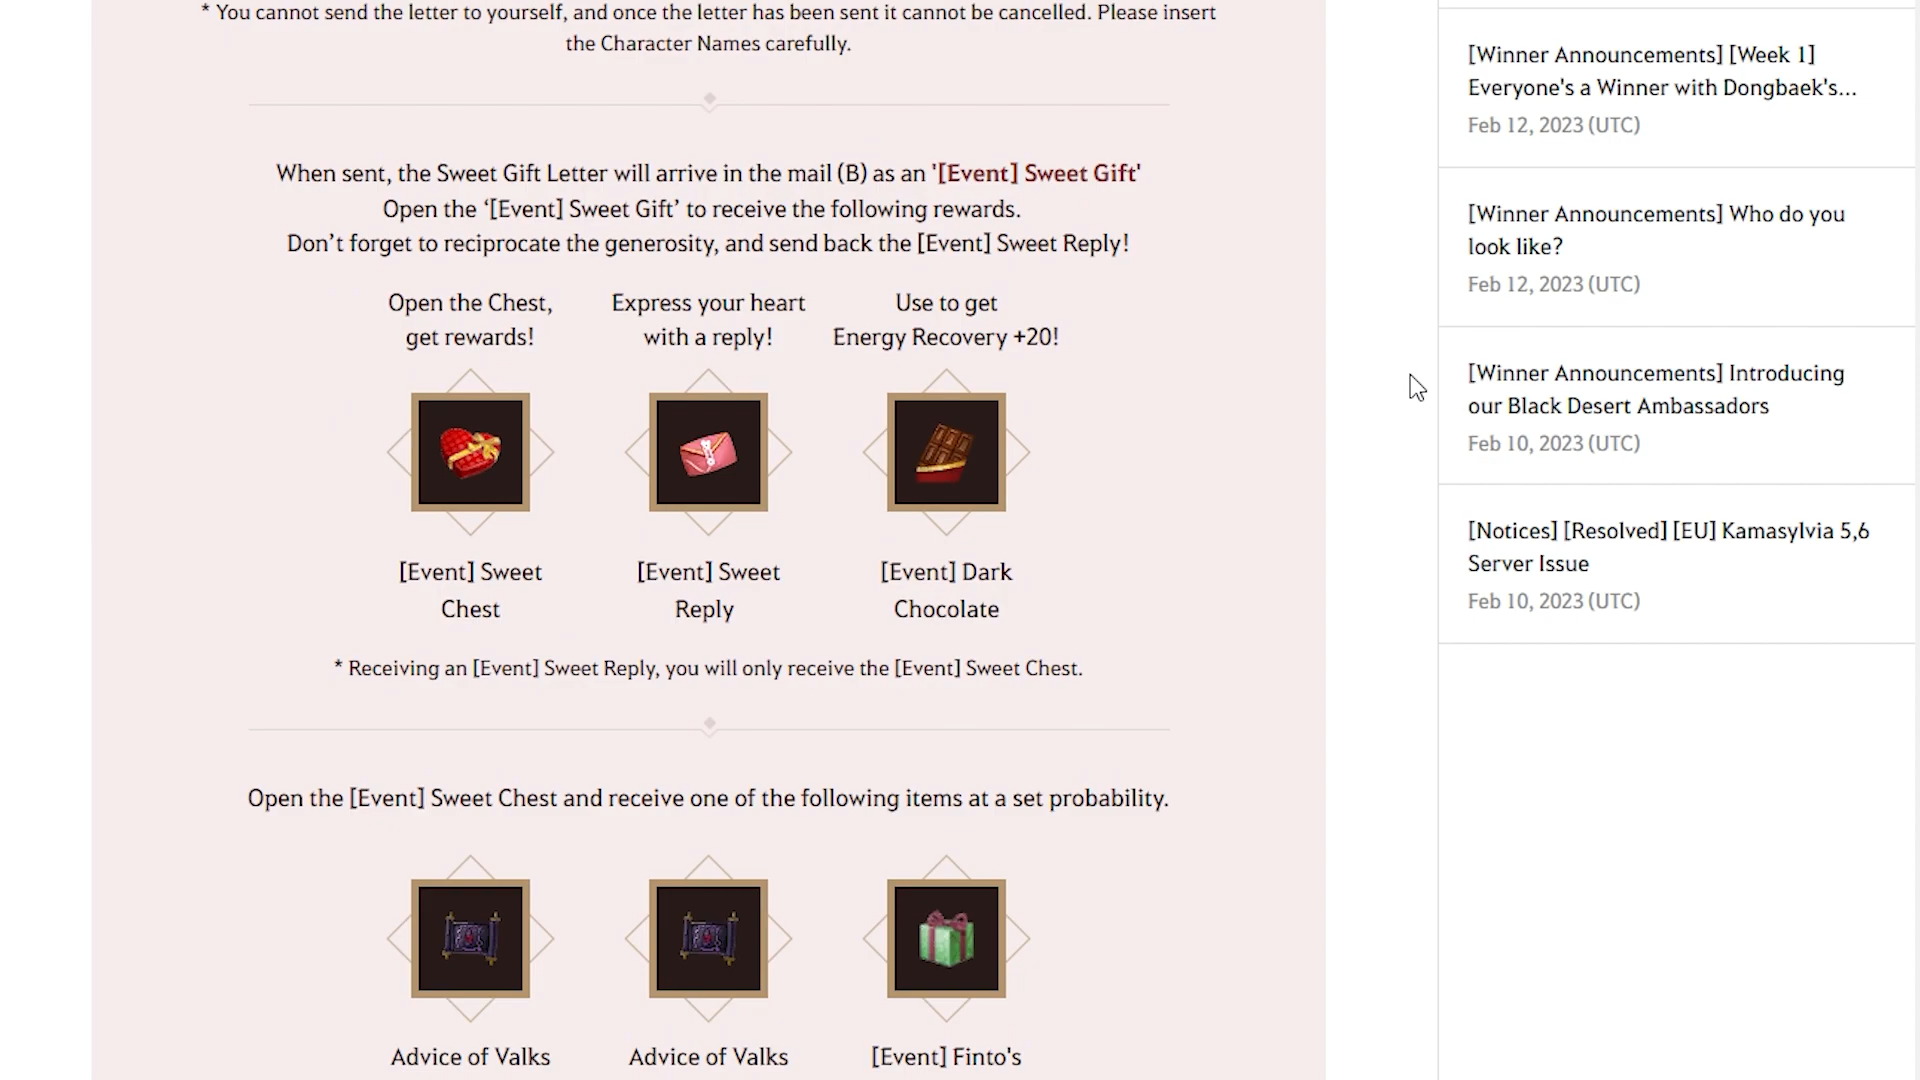 * You cannot send the letter to yourself, and once the letter has been sent it cannot be cancelled. Please insert
the Character Names carefully.
When sent, the Sweet Gift Letter will arrive in the mail (B) as an '[Event] Sweet Gift'
Open the ‘[Event] Sweet Gift’ to receive the following rewards.
Don’t forget to reciprocate the generosity, and send back the [Event] Sweet Reply!
Open the Chest,
get rewards!
Express your heart
with a reply!
Use to get
Energy Recovery +20!
[Event] Sweet
Chest
[Event] Sweet
Reply
[Event] Dark
Chocolate
* Receiving an [Event] Sweet Reply, you will only receive the [Event] Sweet Chest.
Open the [Event] Sweet Chest and receive one of the following items at a set probability.
Advice of Valks
Advice of Valks
[Event] Finto's
[Winner Announcements] [Week 1]
Everyone's a Winner with Dongbaek's...
Feb 12, 2023 (UTC)
[Winner Announcements] Who do you
look like?
Feb 12, 2023 (UTC)
[Winner Announcements] Introducing
our Black Desert Ambassadors
Feb 10, 2023 (UTC)
[Notices] [Resolved] [EU] Kamasylvia 5,6
Server Issue
Feb 10, 2023 (UTC)